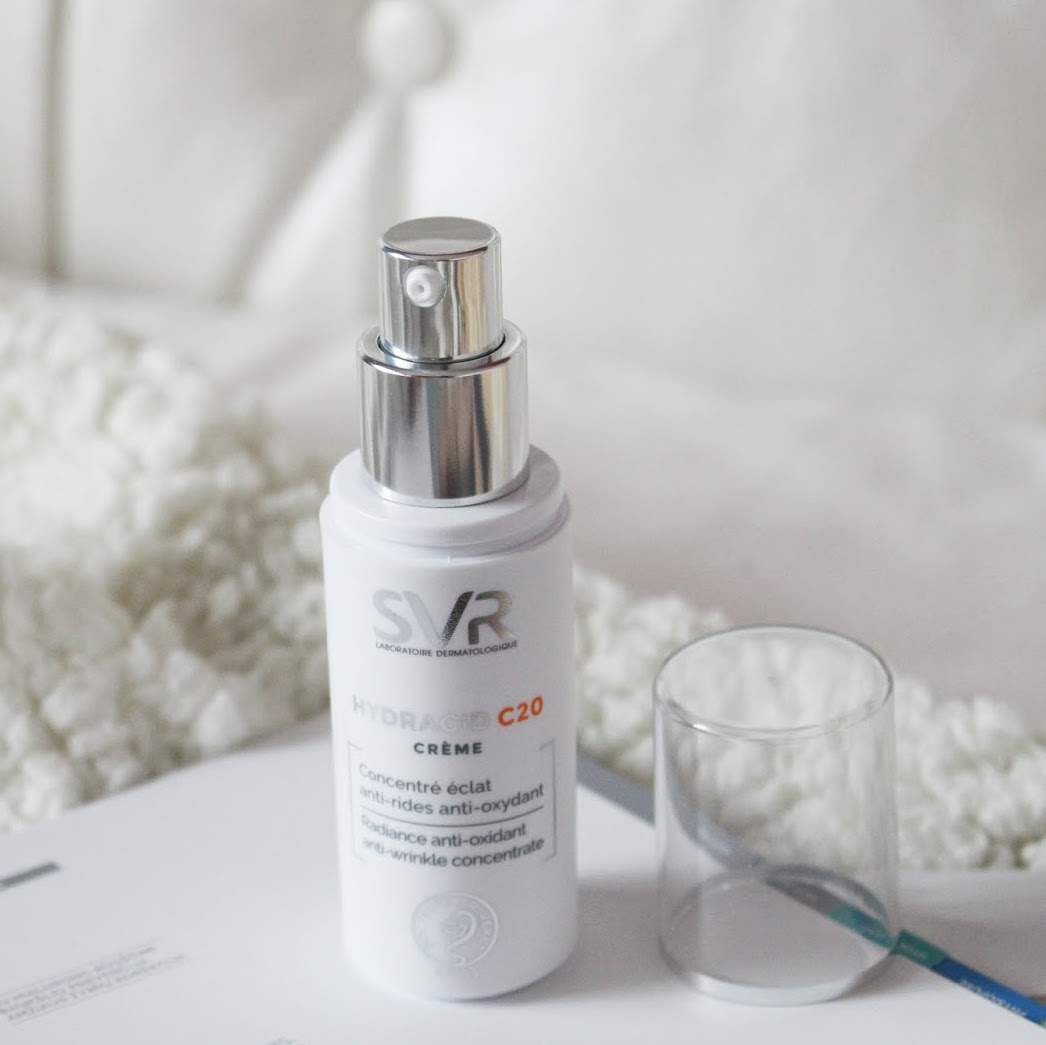 SVR
LABORATOIRE DERMATOLOGIQUE
HYDRACID C20
CRÈME
Concentré éclat
anti-rides anti-oxydant
Radiance anti-oxidant
anti-wrinkle concentrate